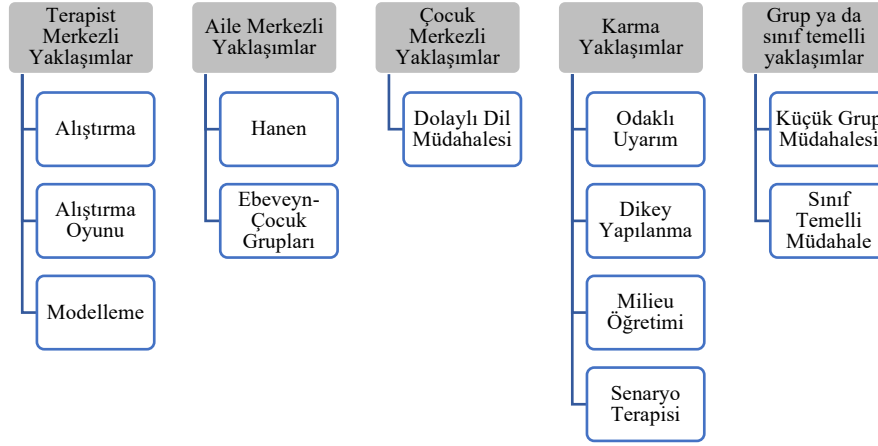 Terapist
Merkezli
Yaklaşımlar
Alıştırma
Alıştırma
Oyunu
Modelleme
Aile Merkezli
Yaklaşımlar
Hanen
Ebeveyn-
Çocuk
Grupları
Çocuk
Merkezli
Yaklaşımlar
Dolaylı Dil
Müdahalesi
Karma
Yaklaşımlar
Odaklı
Uyarım
Dikey
Yapılanma
Milieu
Öğretimi
Senaryo
Terapisi
Grup ya da
sınıf temelli
yaklaşımlar
Küçük Grup
Müdahalesi
Sınıf
Temelli
Müdahale